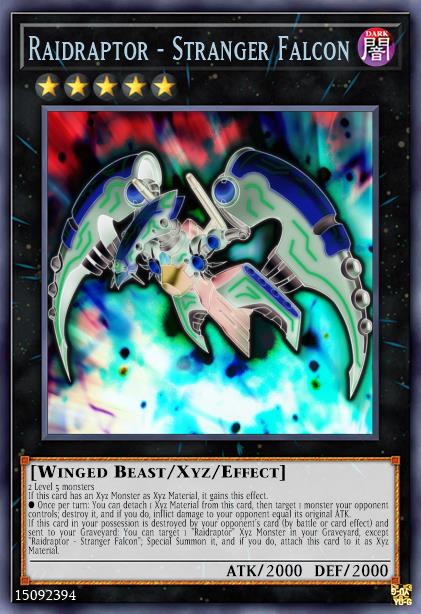 Raidraptor - Stranger Falcon
DARK
闇
[Winged Beast/Xyz/Effect]
2 Level 5 monsters
If this card has an Xyz Monster as Xyz Material, it gains this effect.
● Once per turn: You can detach 1 Xyz Material from this card, then target 1 monster your opponent
controls; destroy it, and if you do, inflict damage to your opponent equal its original ATK.
If this card in your possession is destroyed by your opponent's card (by battle or card effect) and
sent to your Graveyard: You can target 1 "Raidraptor" Xyz Monster in your Graveyard, except
"Raidraptor - Stranger Falcon"; Special Summon it, and if you do, attach this card to it as Xyz
Material.
ATK/2000 DEF/2000
15092394